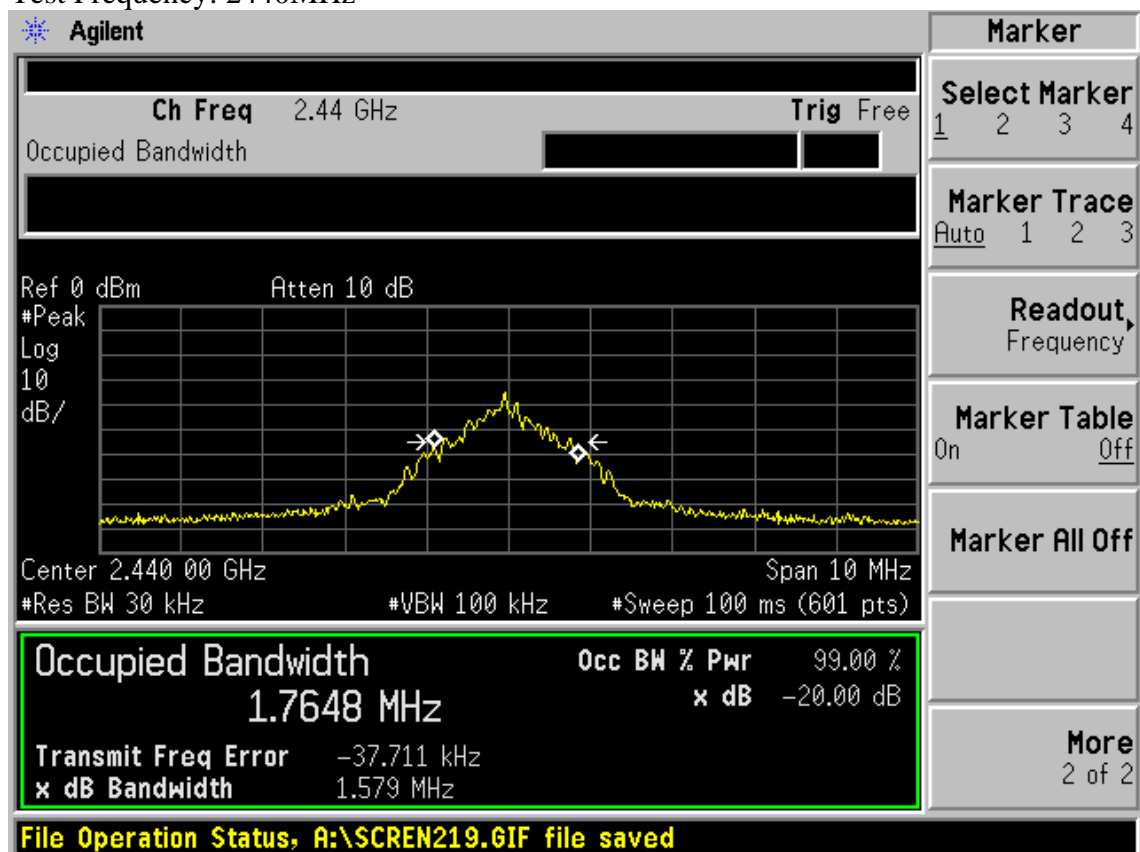 Test Frequency: 2440MHz
Agilent
Marker
Ch Freq 2.44 GHz
Trig Free
Occupied Bandwidth
Select Marker
1 2 3 4
Marker Trace
Auto 1 2 3
Readout
Frequency
Marker Table
On Off
Marker All Off
More
2 of 2
Ref 0 dBm
Atten 10 dB
#Peak
Log
10
dB/
Center 2.440 00 GHz
Span 10 MHz
#Res BW 30 kHz
#VBW 100 kHz
#Sweep 100 ms (601 pts)
Occupied Bandwidth
1.7648 MHz
Occ BW % Pwr 99.00 %
x dB -20.00 dB
Transmit Freq Error -37.711 kHz
x dB Bandwidth 1.579 MHz
File Operation Status, A:\SCREN219.GIF file saved